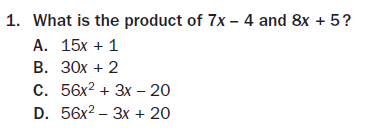 1. What is the product of 7x – 4 and 8x + 5?
A. 15x + 1
B. 30x + 2
C. 56x² + 3x – 20
D. 56x² – 3x + 20